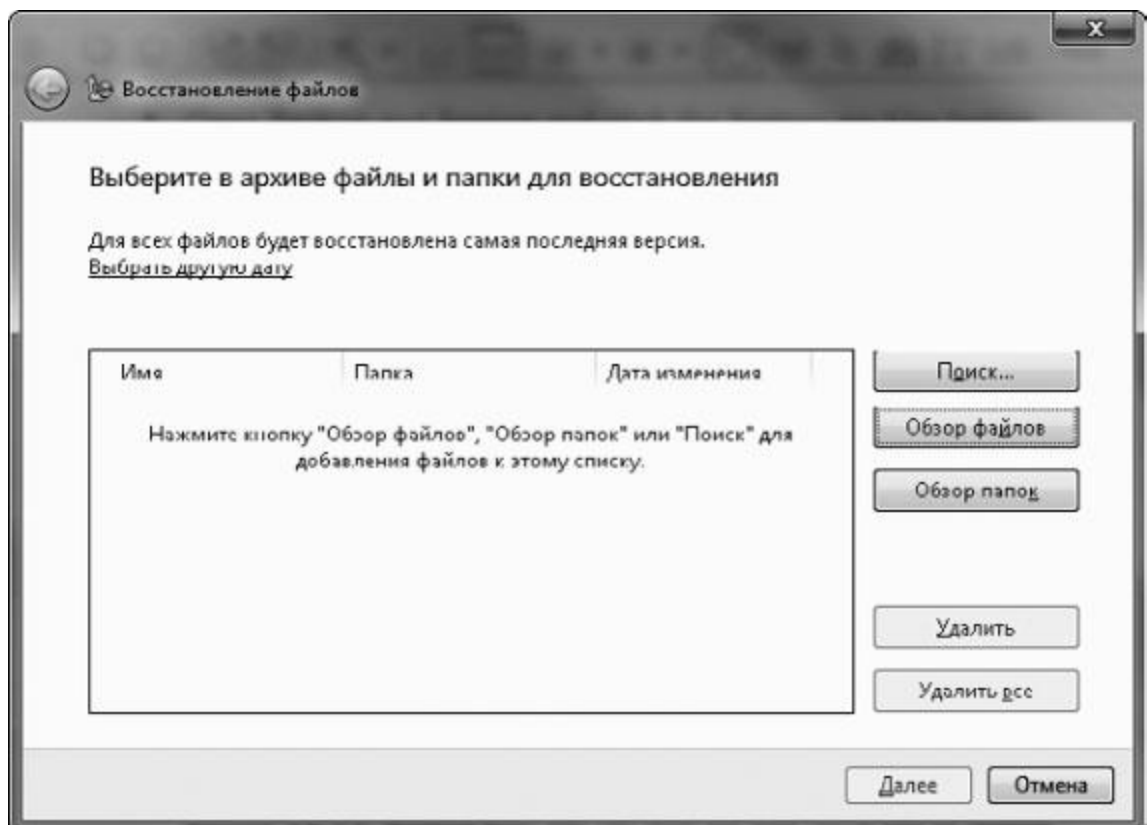 Восстановление файлов
Выберите в архиве файлы и папки для восстановления
Для всех файлов будет восстановлена самая последняя версия.
Выбрать другую дату
Имя Папка Дата изменения
Нажмите кнопку "Обзор файлов", "Обзор папок" или "Поиск" для
добавления файлов к этому списку.
Поиск...
Обзор файлов
Обзор папок
Удалить
Удалить все
Далее Отмена